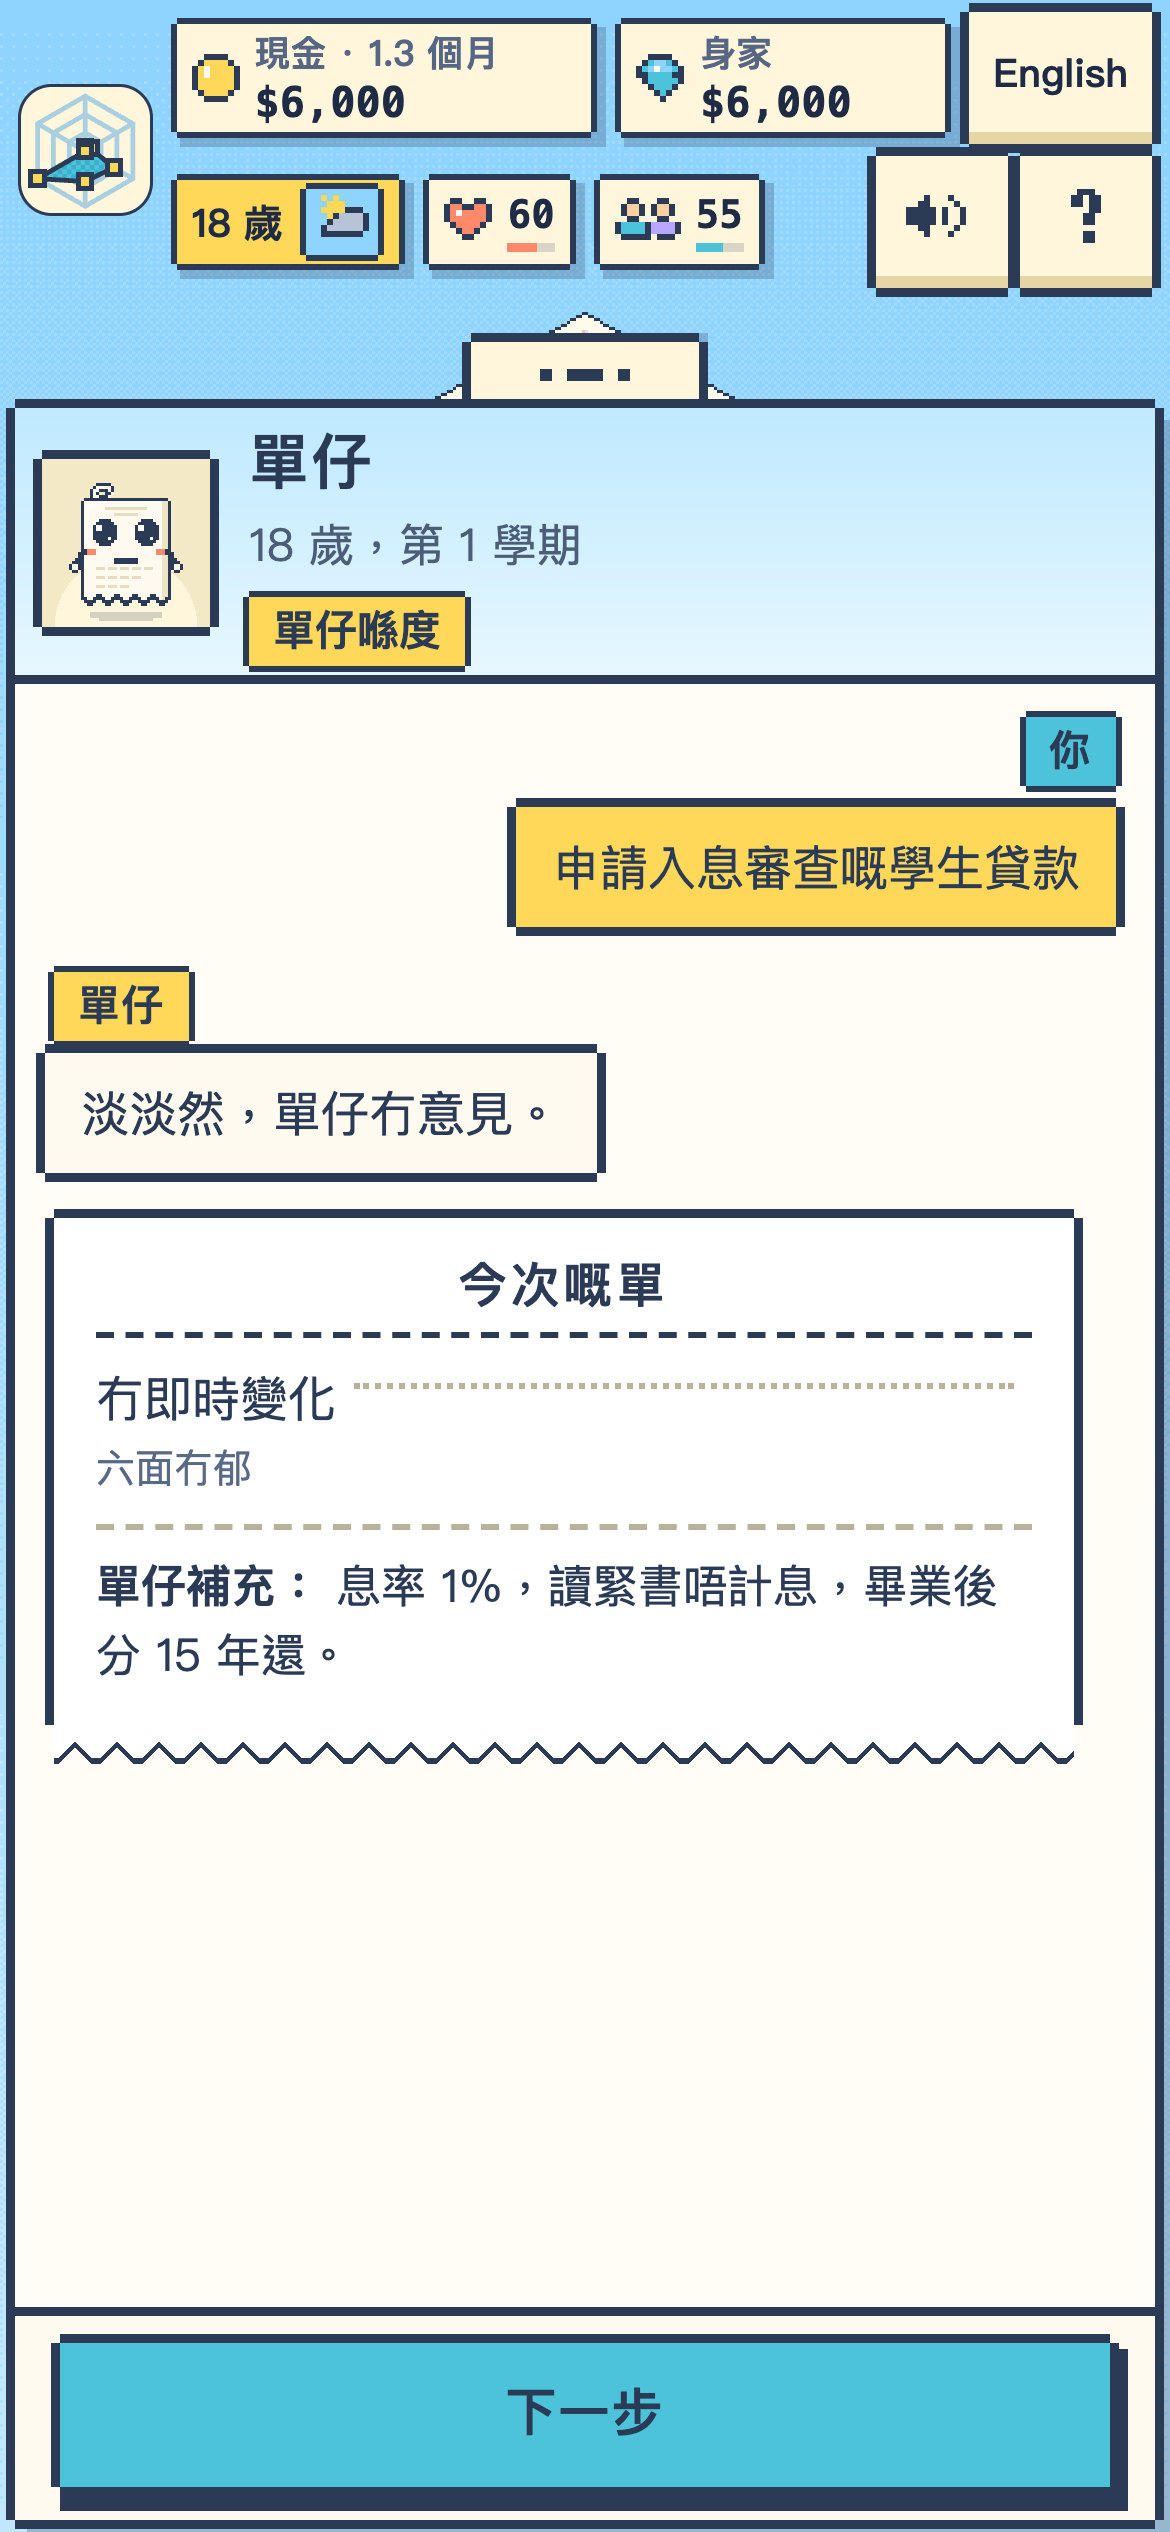 現金 · 1.3 個月
$6,000
身家
$6,000
English
18 歲
60
55
?
單仔
18 歲，第 1 學期
單仔喺度
你
申請入息審查嘅學生貸款
單仔
淡淡然，單仔冇意見。
今次嘅單
冇即時變化
六面冇郁
單仔補充： 息率 1%，讀緊書唔計息，畢業後
分 15 年還。
下一步